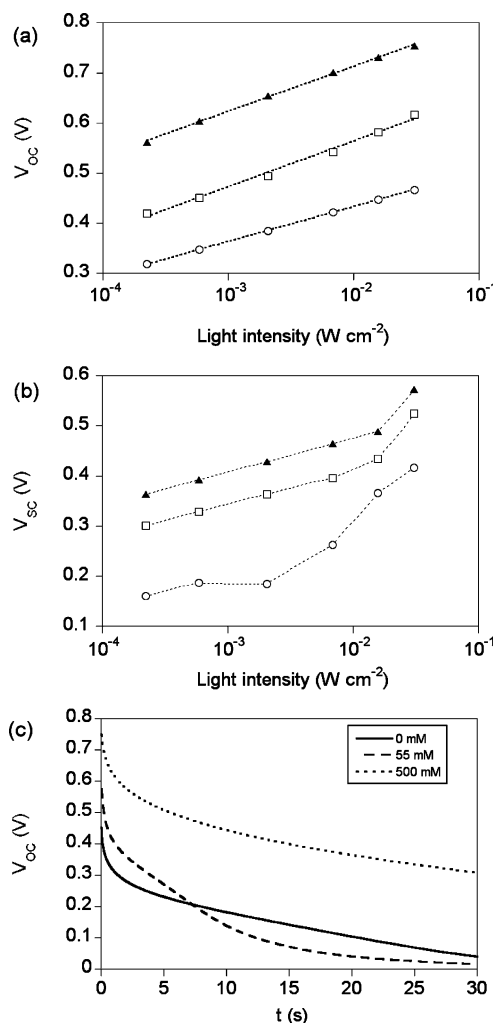 (a)
0.8
0.7
0.6
0.5
0.4
0.3
V_OC (V)
10⁻⁴ 10⁻³ 10⁻² 10⁻¹
Light intensity (W cm⁻²)
(b)
0.6
0.5
0.4
0.3
0.2
0.1
V_SC (V)
10⁻⁴ 10⁻³ 10⁻² 10⁻¹
Light intensity (W cm⁻²)
(c)
0.8
0.7
0.6
0.5
0.4
0.3
0.2
0.1
0
V_OC (V)
0 mM
55 mM
500 mM
0 5 10 15 20 25 30
t (s)